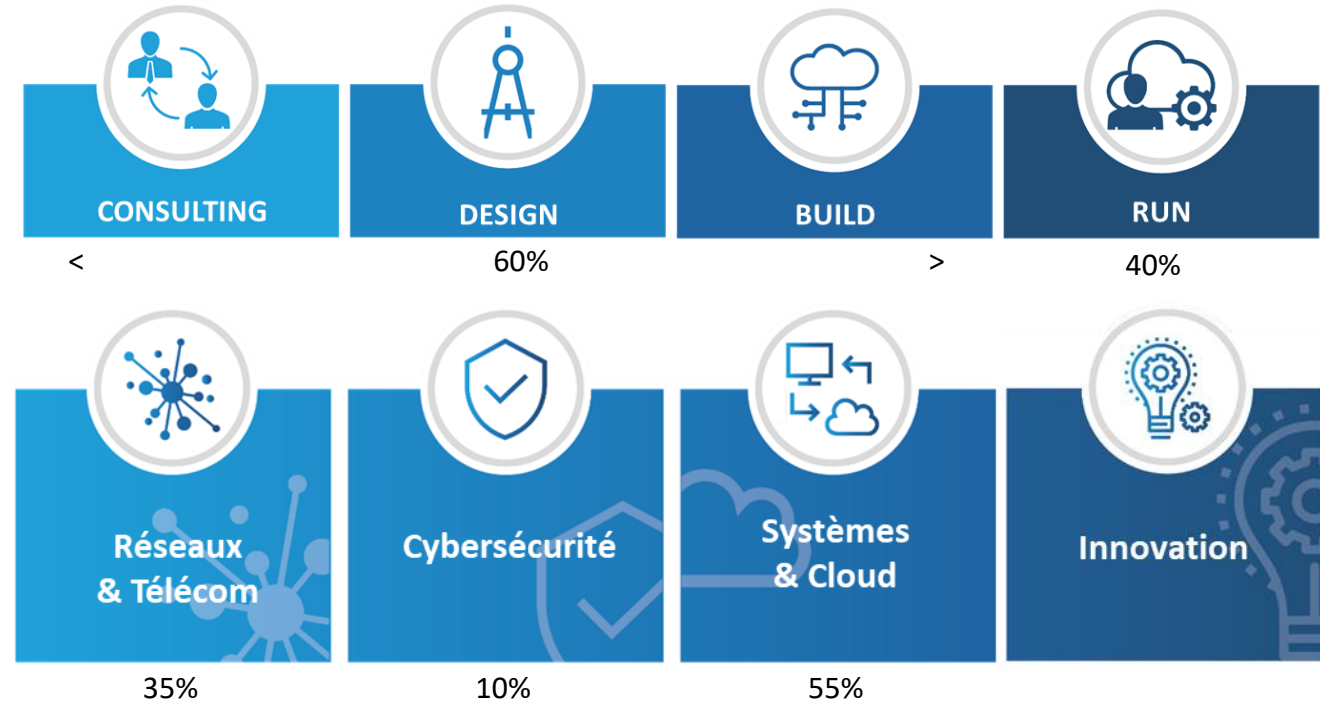 CONSULTING
DESIGN
BUILD
RUN
<
60%
>
40%
Réseaux
& Télécom
Cybersécurité
Systèmes
& Cloud
Innovation
35%
10%
55%